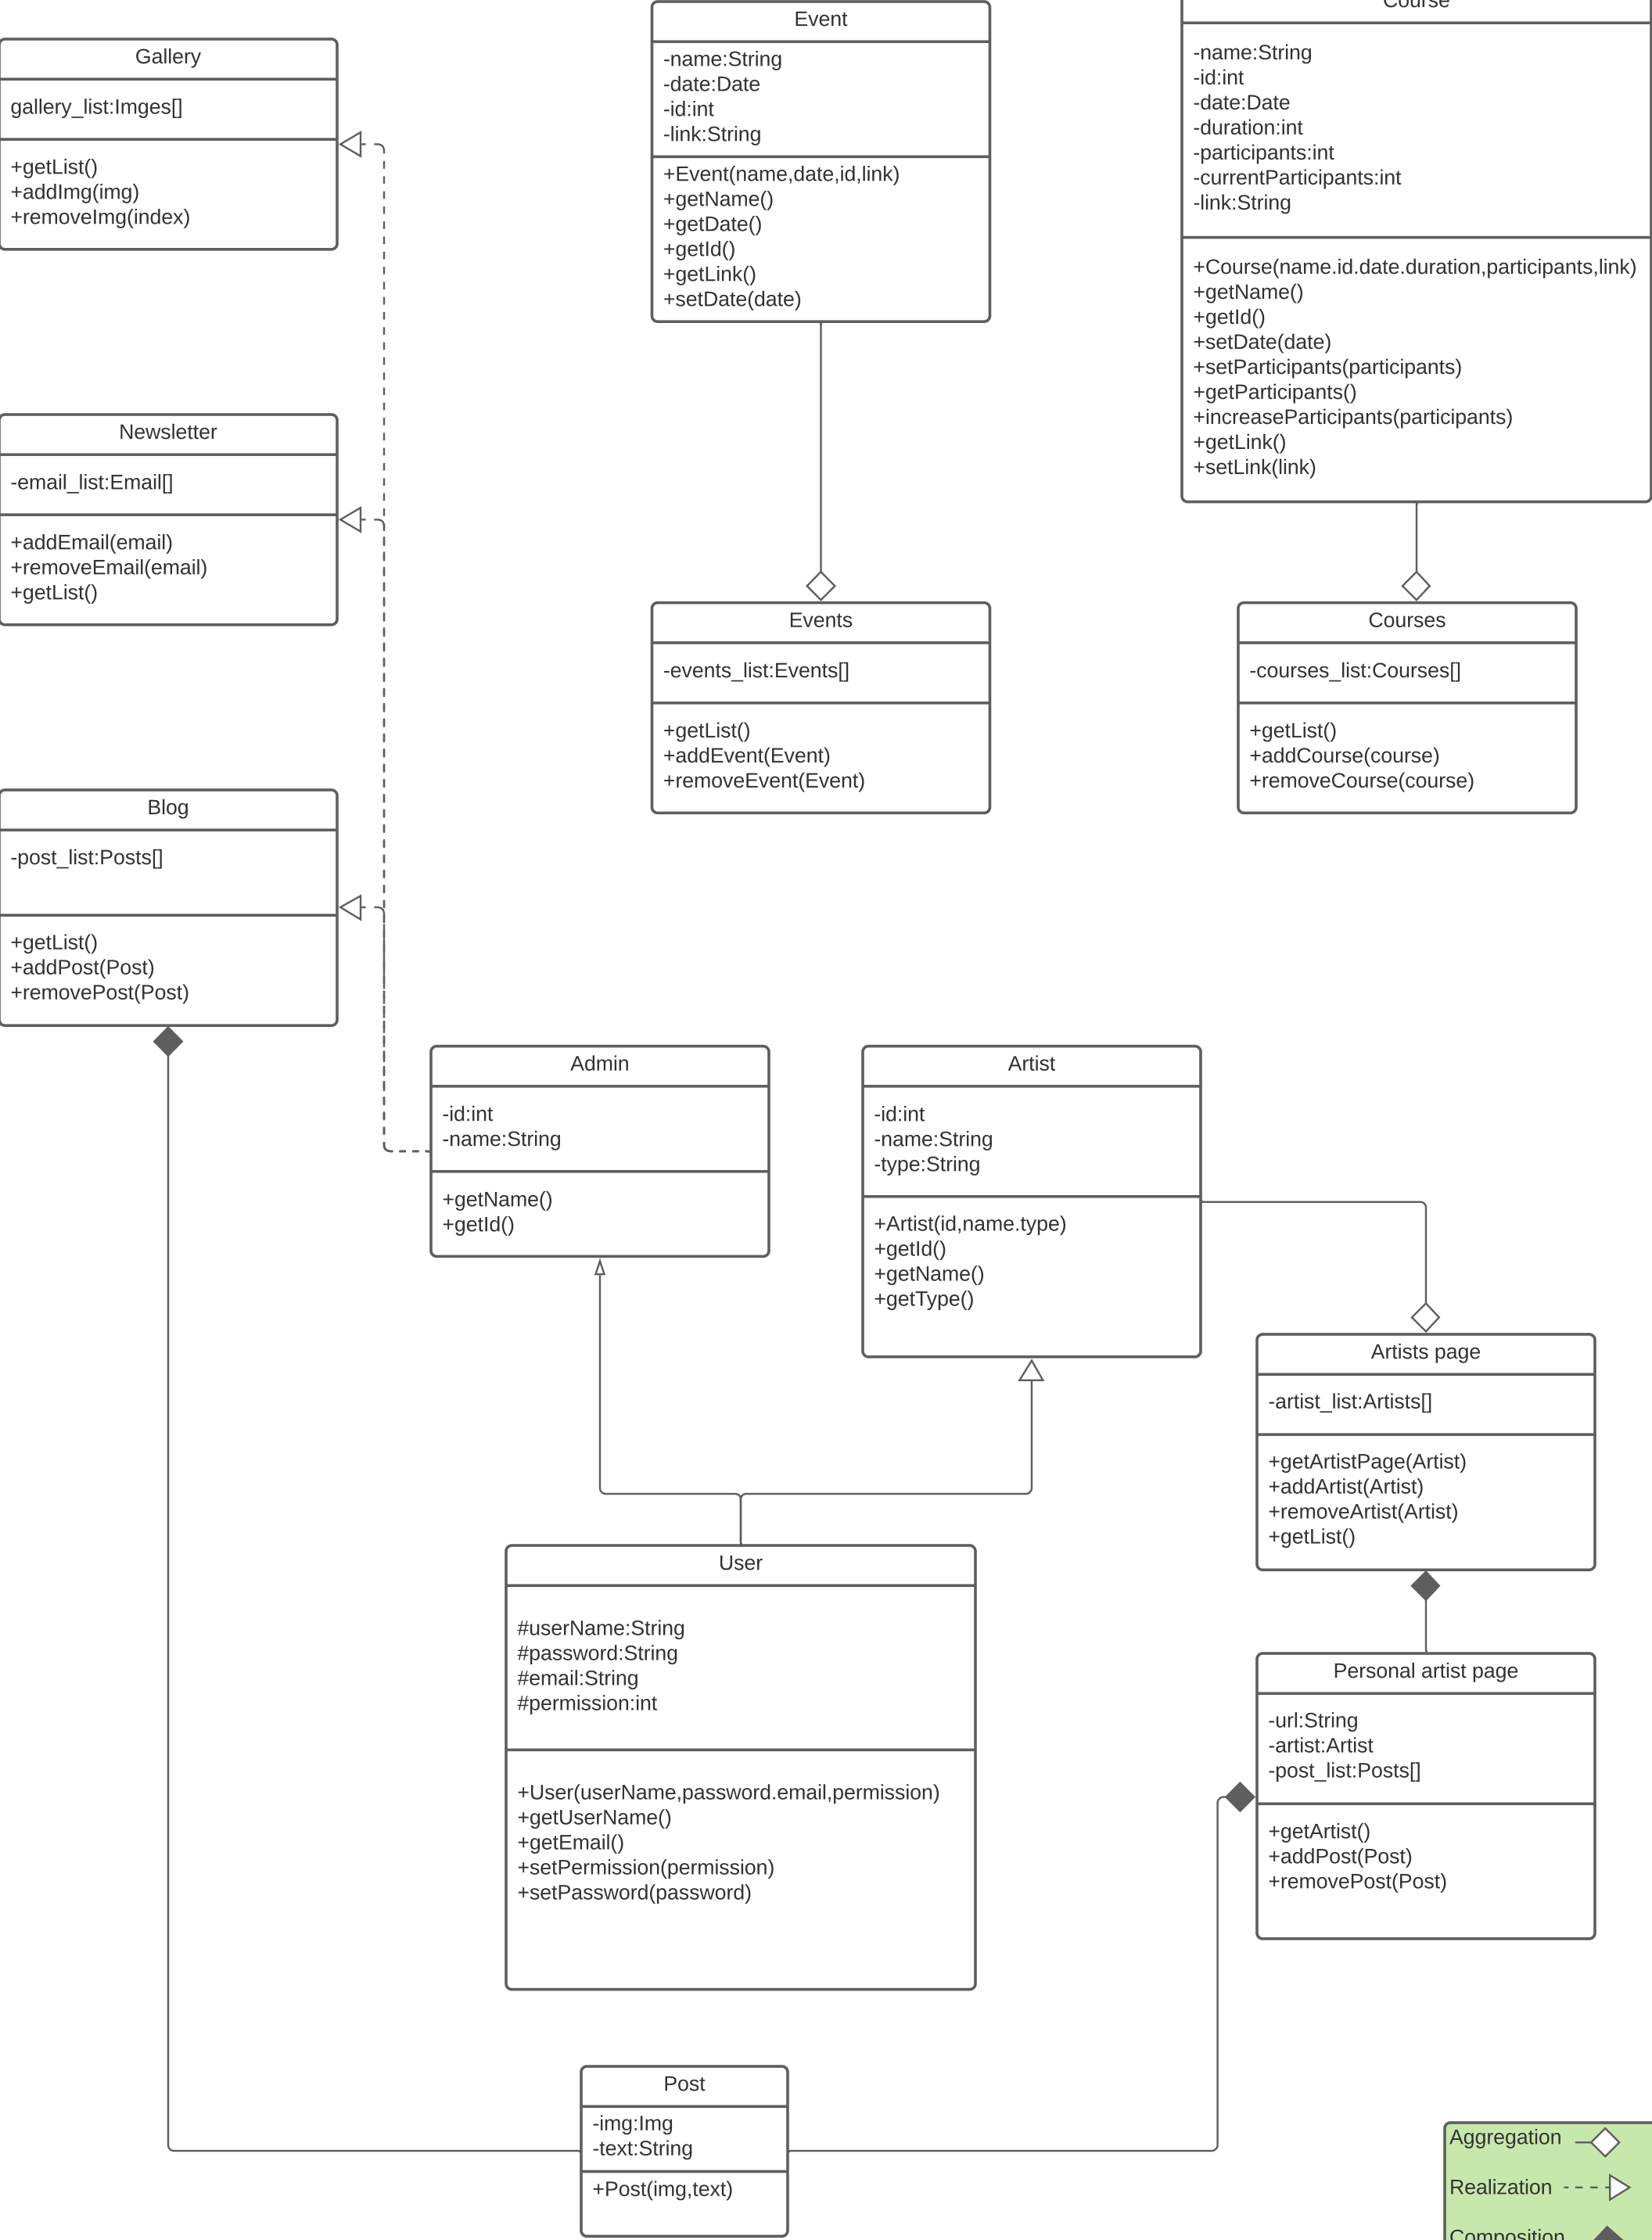 Gallery
gallery_list:Imges[]
+getList()
+addImg(img)
+removeImg(index)
Event
-name:String
-date:Date
-id:int
-link:String
+Event(name,date,id,link)
+getName()
+getDate()
+getId()
+getLink()
+setDate(date)
Course
-name:String
-id:int
-date:Date
-duration:int
-participants:int
-currentParticipants:int
-link:String
+Course(name.id.date.duration,participants,link)
+getName()
+getId()
+setDate(date)
+setParticipants(participants)
+getParticipants()
+increaseParticipants(participants)
+getLink()
+setLink(link)
Newsletter
-email_list:Email[]
+addEmail(email)
+removeEmail(email)
+getList()
Events
-events_list:Events[]
+getList()
+addEvent(Event)
+removeEvent(Event)
Courses
-courses_list:Courses[]
+getList()
+addCourse(course)
+removeCourse(course)
Blog
-post_list:Posts[]
+getList()
+addPost(Post)
+removePost(Post)
Admin
-id:int
-name:String
+getName()
+getId()
Artist
-id:int
-name:String
-type:String
+Artist(id,name.type)
+getId()
+getName()
+getType()
Artists page
-artist_list:Artists[]
+getArtistPage(Artist)
+addArtist(Artist)
+removeArtist(Artist)
+getList()
User
#userName:String
#password:String
#email:String
#permission:int
+User(userName,password.email,permission)
+getUserName()
+getEmail()
+setPermission(permission)
+setPassword(password)
Personal artist page
-url:String
-artist:Artist
-post_list:Posts[]
+getArtist()
+addPost(Post)
+removePost(Post)
Post
-img:Img
-text:String
+Post(img,text)
Aggregation
Realization
Composition